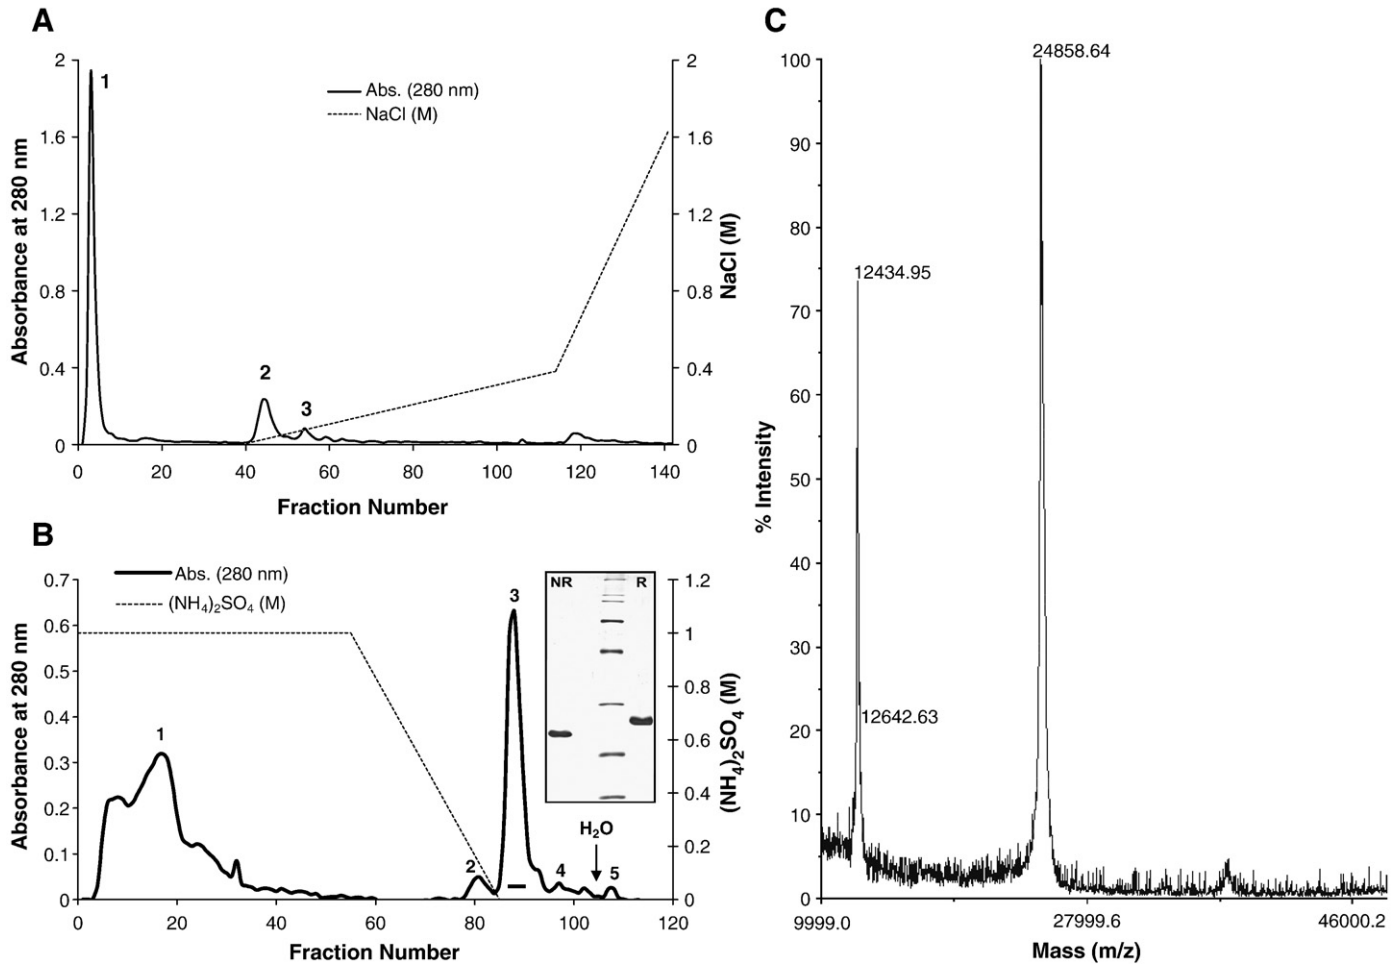 A
2
1.6
1.2
0.8
0.4
0
Absorbance at 280 nm
1
2
3
Abs. (280 nm)
NaCl (M)
2
1.6
1.2
0.8
0.4
0
NaCl (M)
0 20 40 60 80 100 120 140
Fraction Number
B
0.7
0.6
0.5
0.4
0.3
0.2
0.1
0
Absorbance at 280 nm
Abs. (280 nm)
(NH4)2SO4 (M)
1
2
3
4
5
NR R
H2O
1.2
1
0.8
0.6
0.4
0.2
0
(NH4)2SO4 (M)
0 20 40 60 80 100 120
Fraction Number
C
100
90
80
70
60
50
40
30
20
10
0
% Intensity
24858.64
12434.95
12642.63
9999.0 27999.6 46000.2
Mass (m/z)